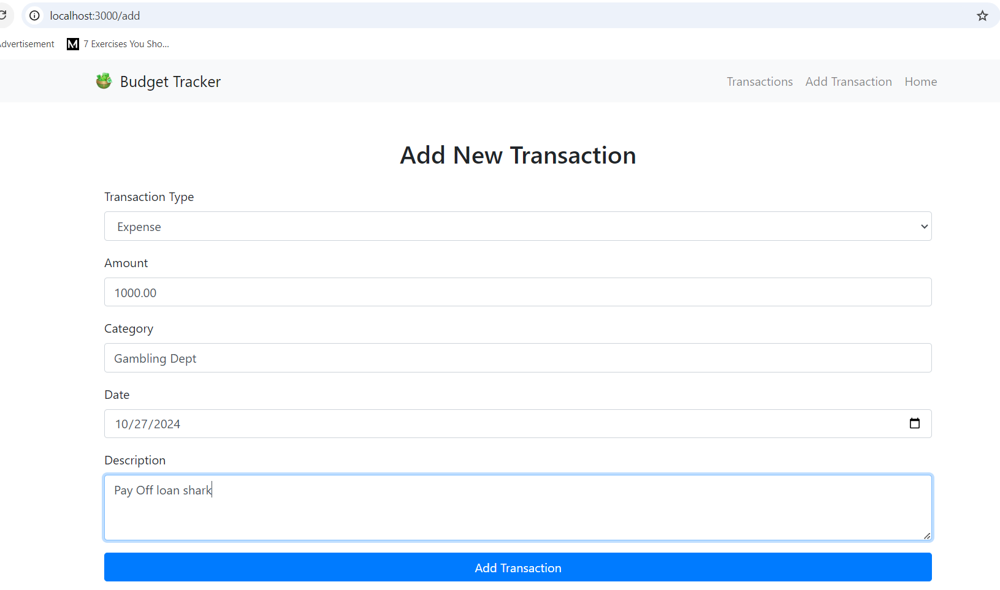 localhost:3000/add
dvertisement M 7 Exercises You Sho...
Budget Tracker Transactions Add Transaction Home
Add New Transaction
Transaction Type
Expense
Amount
1000.00
Category
Gambling Dept
Date
10/27/2024
Description
Pay Off loan shark
Add Transaction